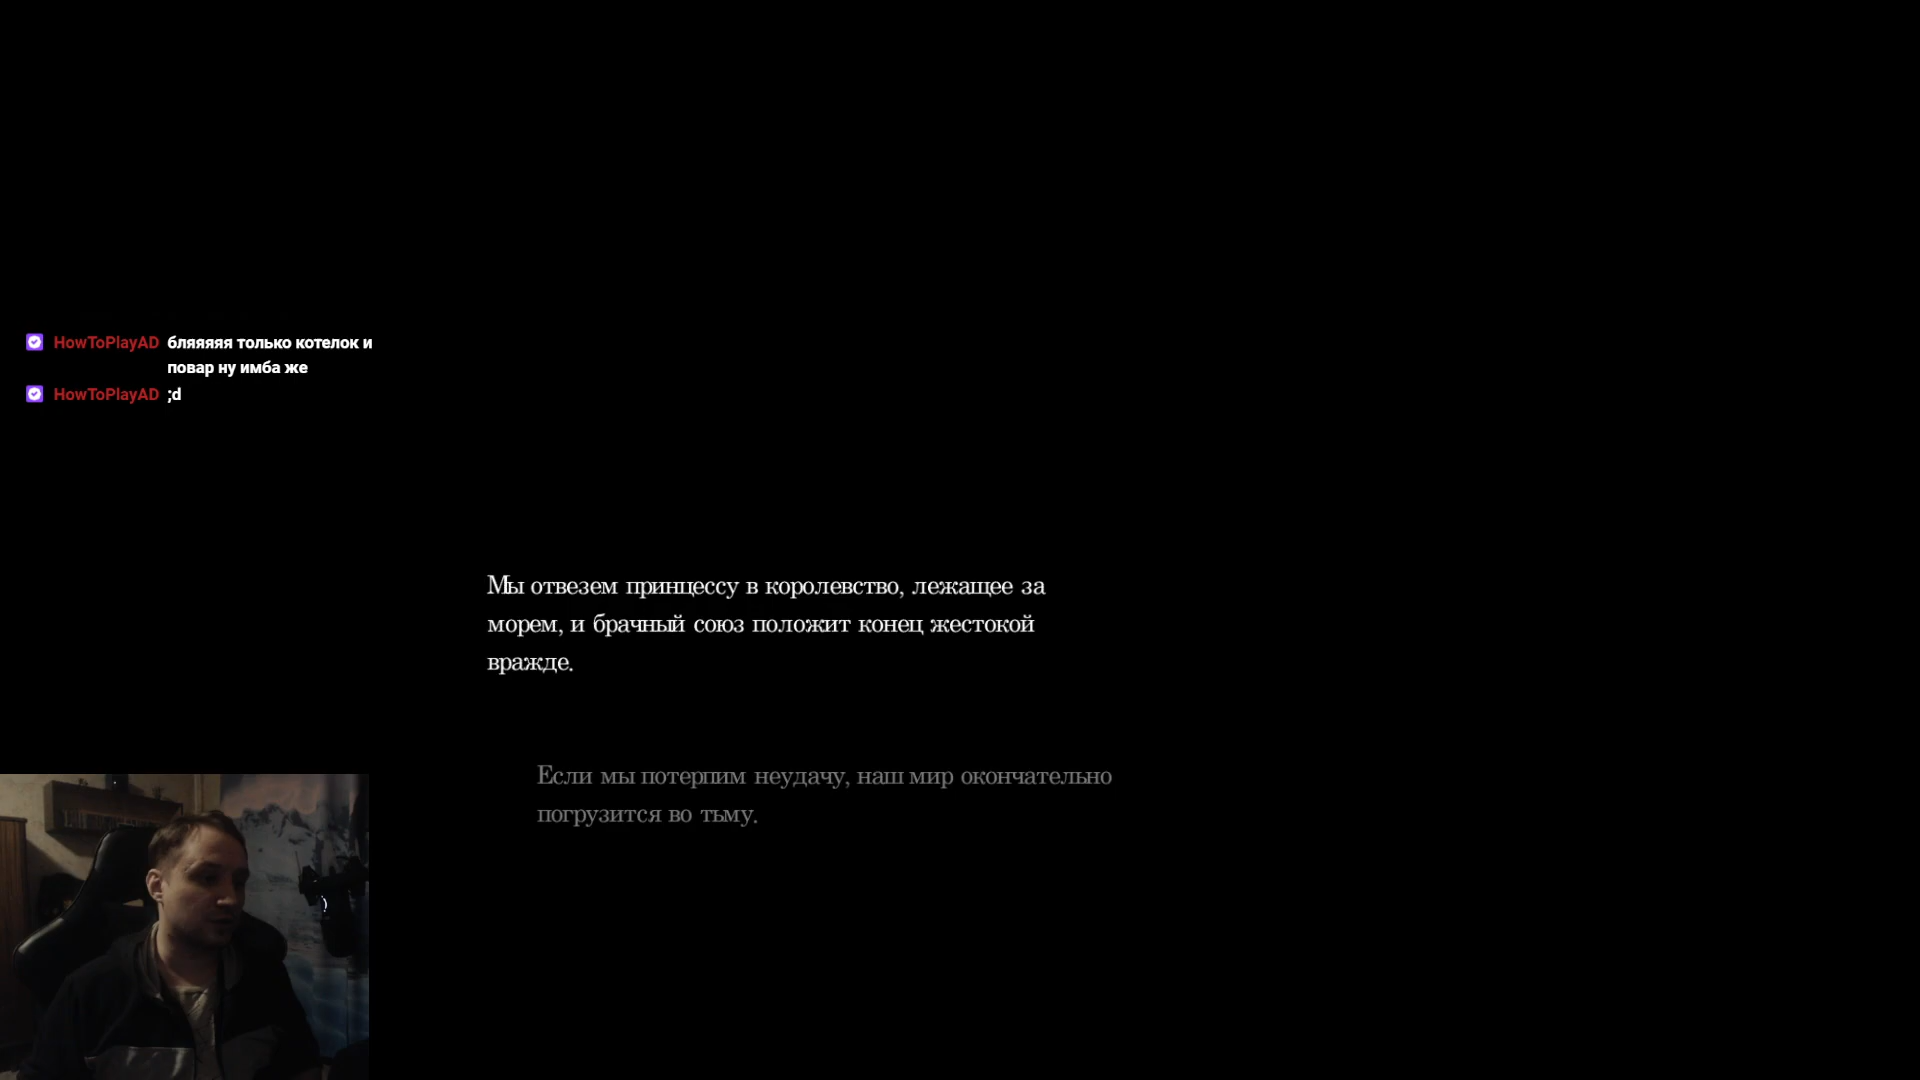 HowToPlayAD бляяяяя только котелок и
повар ну имба же
HowToPlayAD ;d
Мы отвезем принцессу в королевство, лежащее за
морем, и брачный союз положит конец жестокой
вражде.
Если мы потерпим неудачу, наш мир окончательно
погрузится во тьму.